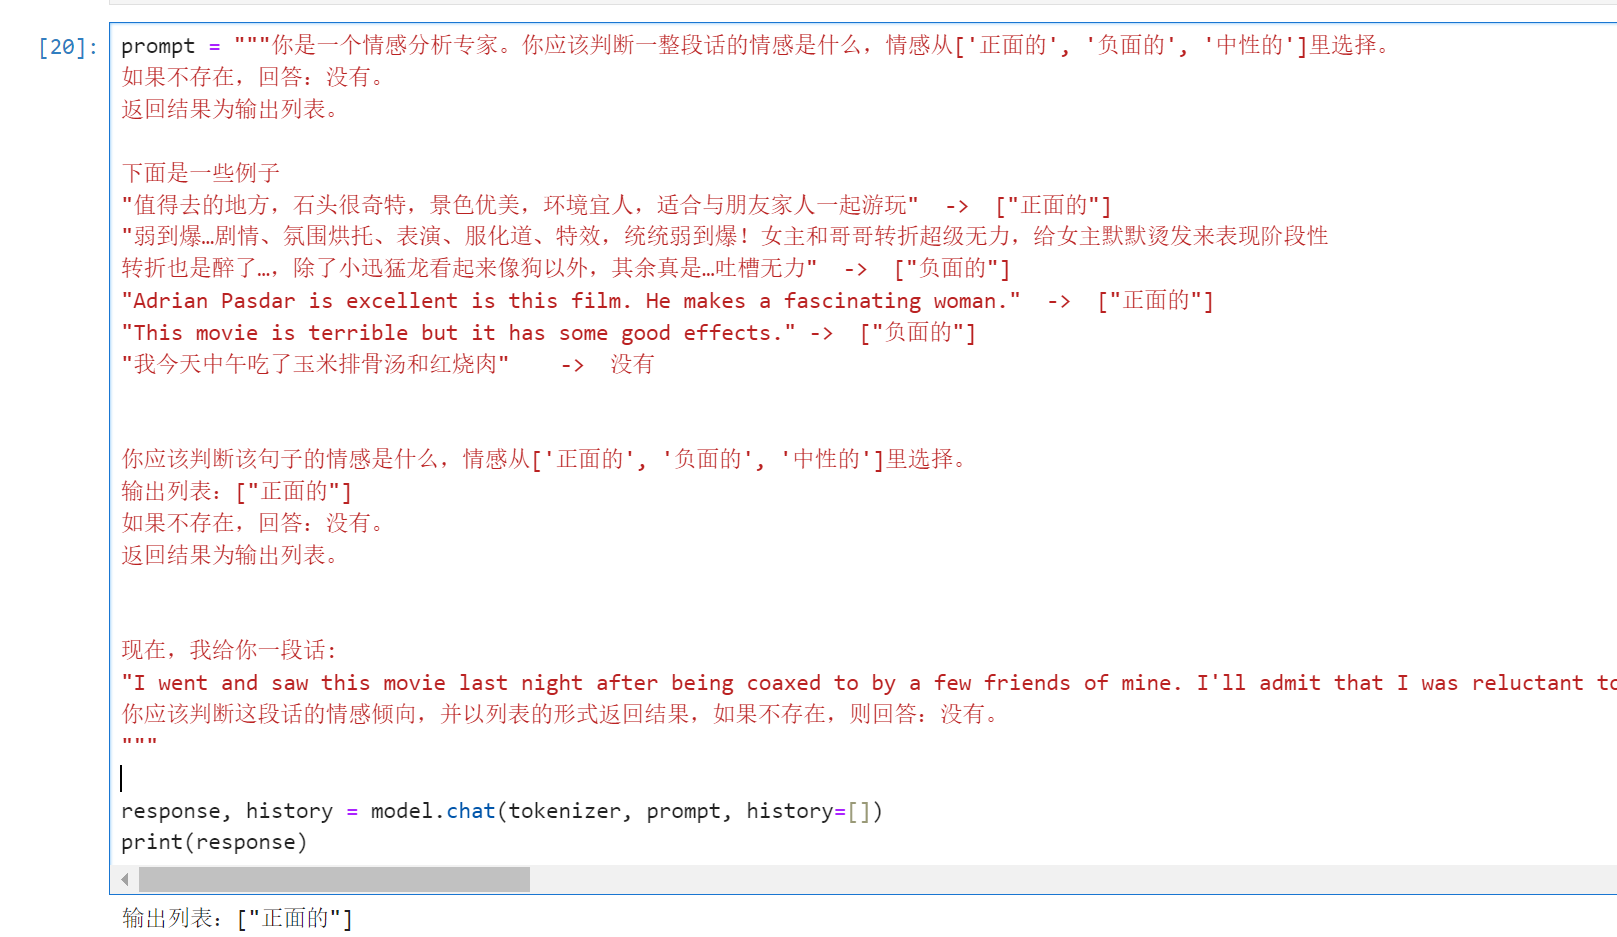 [20]:
prompt = """你是一个情感分析专家。你应该判断一整段话的情感是什么，情感从['正面的', '负面的', '中性的']里选择。
如果不存在，回答：没有。
返回结果为输出列表。
下面是一些例子
"值得去的地方，石头很奇特，景色优美，环境宜人，适合与朋友家人一起游玩"  ->  ["正面的"]
"弱到爆…剧情、氛围烘托、表演、服化道、特效，统统弱到爆！女主和哥哥转折超级无力，给女主默默烫发来表现阶段性
转折也是醉了…，除了小迅猛龙看起来像狗以外，其余真是…吐槽无力"  ->  ["负面的"]
"Adrian Pasdar is excellent is this film. He makes a fascinating woman."  ->  ["正面的"]
"This movie is terrible but it has some good effects." ->  ["负面的"]
"我今天中午吃了玉米排骨汤和红烧肉"    ->  没有
你应该判断该句子的情感是什么，情感从['正面的', '负面的', '中性的']里选择。
输出列表：["正面的"]
如果不存在，回答：没有。
返回结果为输出列表。
现在，我给你一段话:
"I went and saw this movie last night after being coaxed to by a few friends of mine. I'll admit that I was reluctant to
你应该判断这段话的情感倾向，并以列表的形式返回结果，如果不存在，则回答：没有。
"""
response, history = model.chat(tokenizer, prompt, history=[])
print(response)
输出列表：["正面的"]